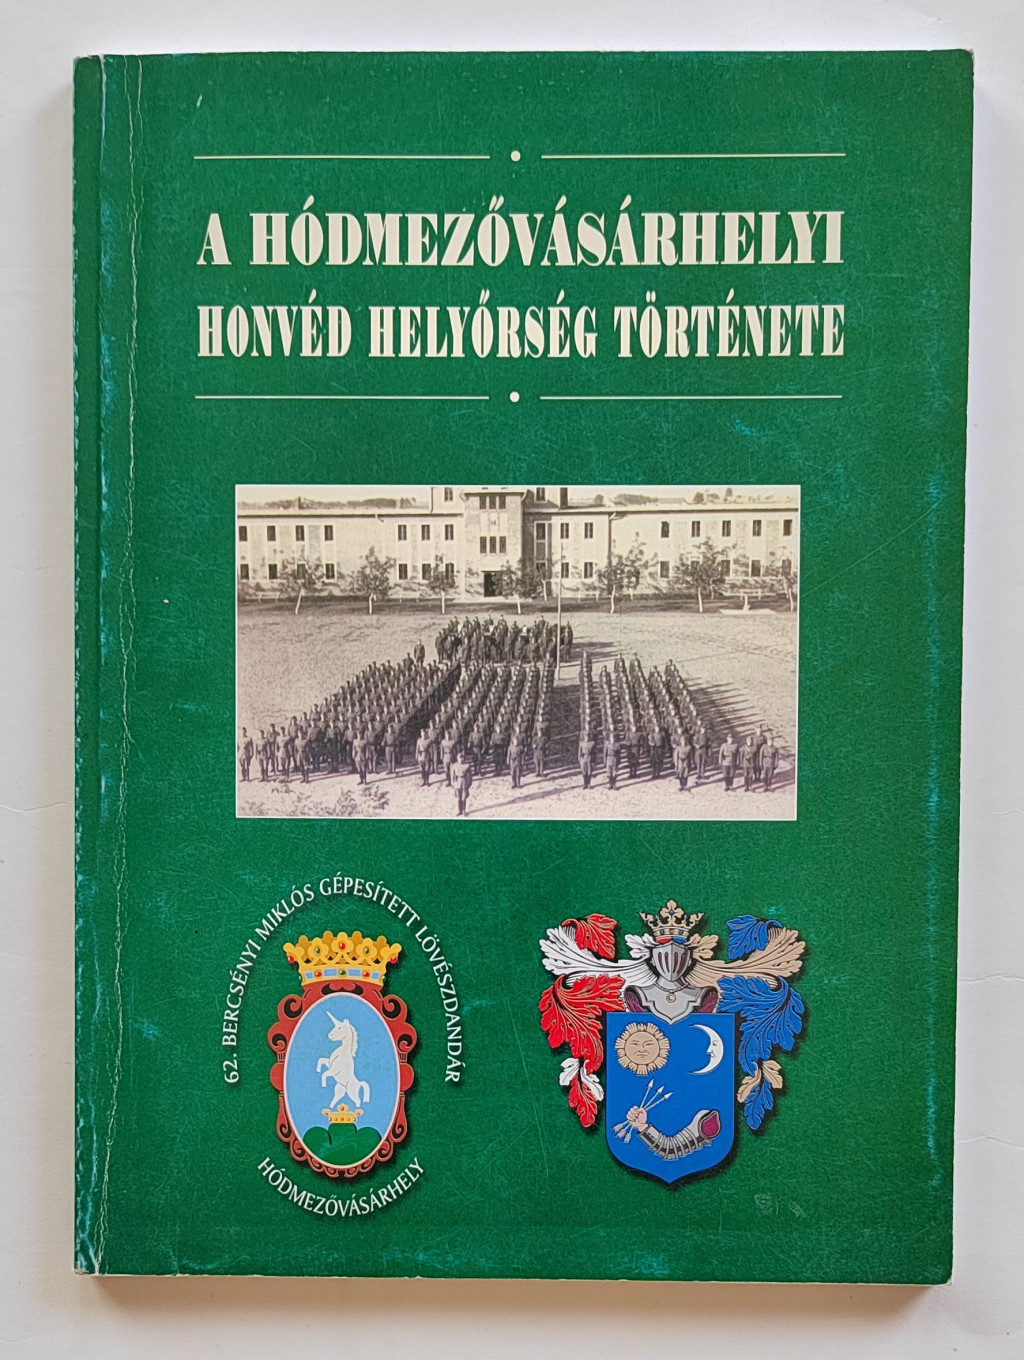 A HÓDMEZŐVÁSÁRHELYI
HONVÉD HELYŐRSÉG TÖRTÉNETE
62. BERCSÉNYI MIKLÓS GÉPESÍTETT LÖVÉSZDANDÁR
HÓDMEZŐVÁSÁRHELY